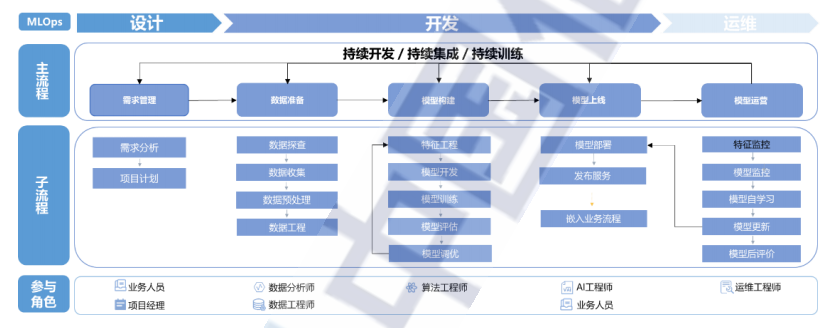 MLOps 设计 开发 运维
主流程
持续开发 / 持续集成 / 持续训练
需求管理 数据准备 模型构建 模型上线 模型运营
子流程
需求分析 数据探查 特征工程 模型部署 特征监控
项目计划 数据收集 模型开发 发布服务 模型监控
数据预处理 模型训练 嵌入业务流程 模型自学习
数据工程 模型评估 模型更新
模型调优 模型后评价
参与角色
业务人员 数据分析师 算法工程师 AI工程师 运维工程师
项目经理 数据工程师 业务人员